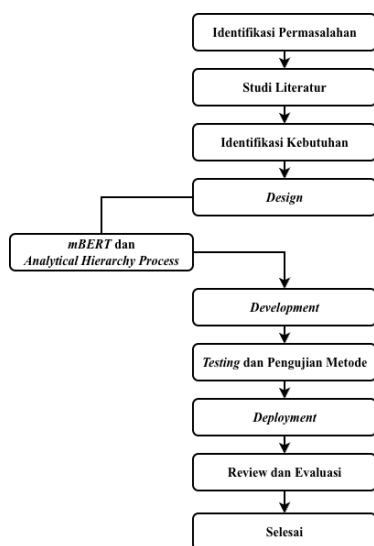 Identifikasi Permasalahan
Studi Literatur
Identifikasi Kebutuhan
Design
mBERT dan
Analytical Hierarchy Process
Development
Testing dan Pengujian Metode
Deployment
Review dan Evaluasi
Selesai